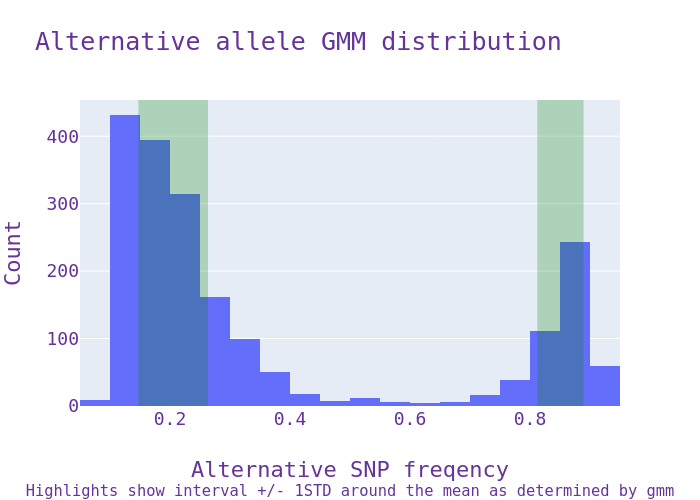 Alternative allele GMM distribution
400
300
200
100
0
Count
0.2 0.4 0.6 0.8
Alternative SNP freqency
Highlights show interval +/- 1STD around the mean as determined by gmm